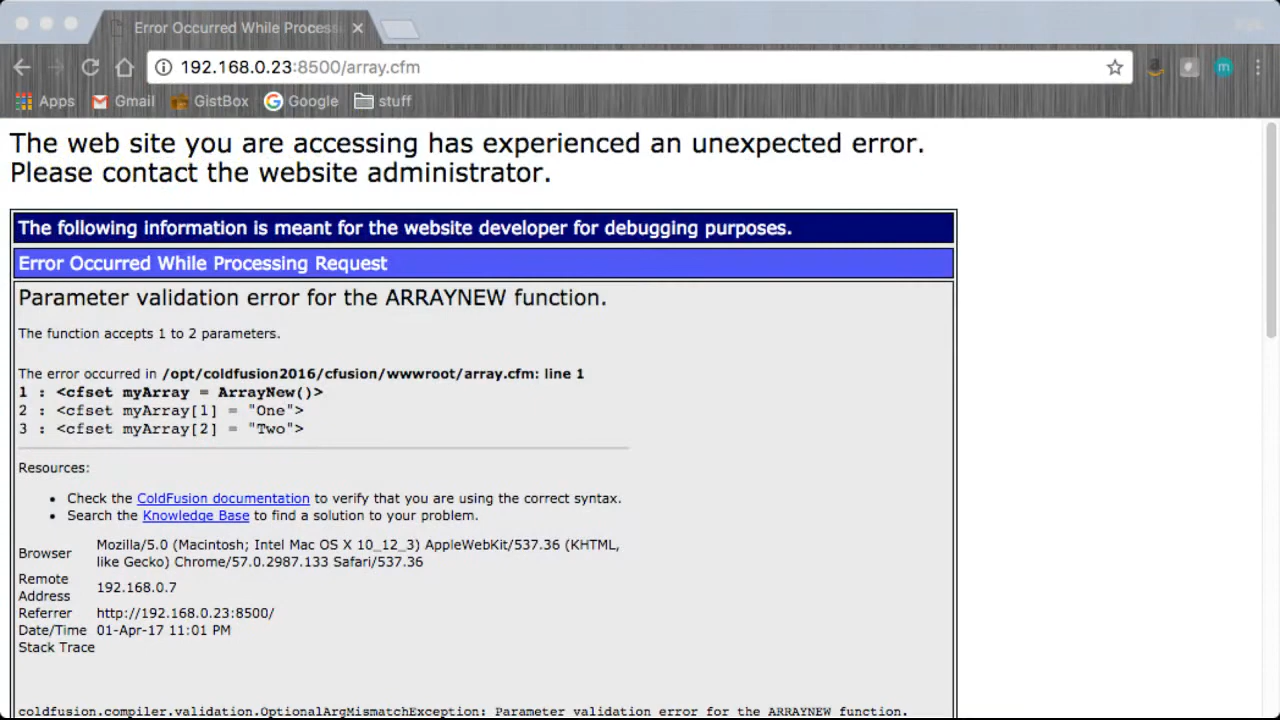 Error Occurred While Process
192.168.0.23:8500/array.cfm
m
Apps Gmail GistBox Google stuff
The web site you are accessing has experienced an unexpected error.
Please contact the website administrator.
The following information is meant for the website developer for debugging purposes.
Error Occurred While Processing Request
Parameter validation error for the ARRAYNEW function.
The function accepts 1 to 2 parameters.
The error occurred in /opt/coldfusion2016/cfusion/wwwroot/array.cfm: line 1
1 : <cfset myArray = ArrayNew()>
2 : <cfset myArray[1] = "One">
3 : <cfset myArray[2] = "Two">
Resources:
• Check the ColdFusion documentation to verify that you are using the correct syntax.
• Search the Knowledge Base to find a solution to your problem.
Browser Mozilla/5.0 (Macintosh; Intel Mac OS X 10_12_3) AppleWebKit/537.36 (KHTML,
like Gecko) Chrome/57.0.2987.133 Safari/537.36
Remote
Address 192.168.0.7
Referrer http://192.168.0.23:8500/
Date/Time 01-Apr-17 11:01 PM
Stack Trace
coldfusion.compiler.validation.OptionalArgMismatchException: Parameter validation error for the ARRAYNEW function.